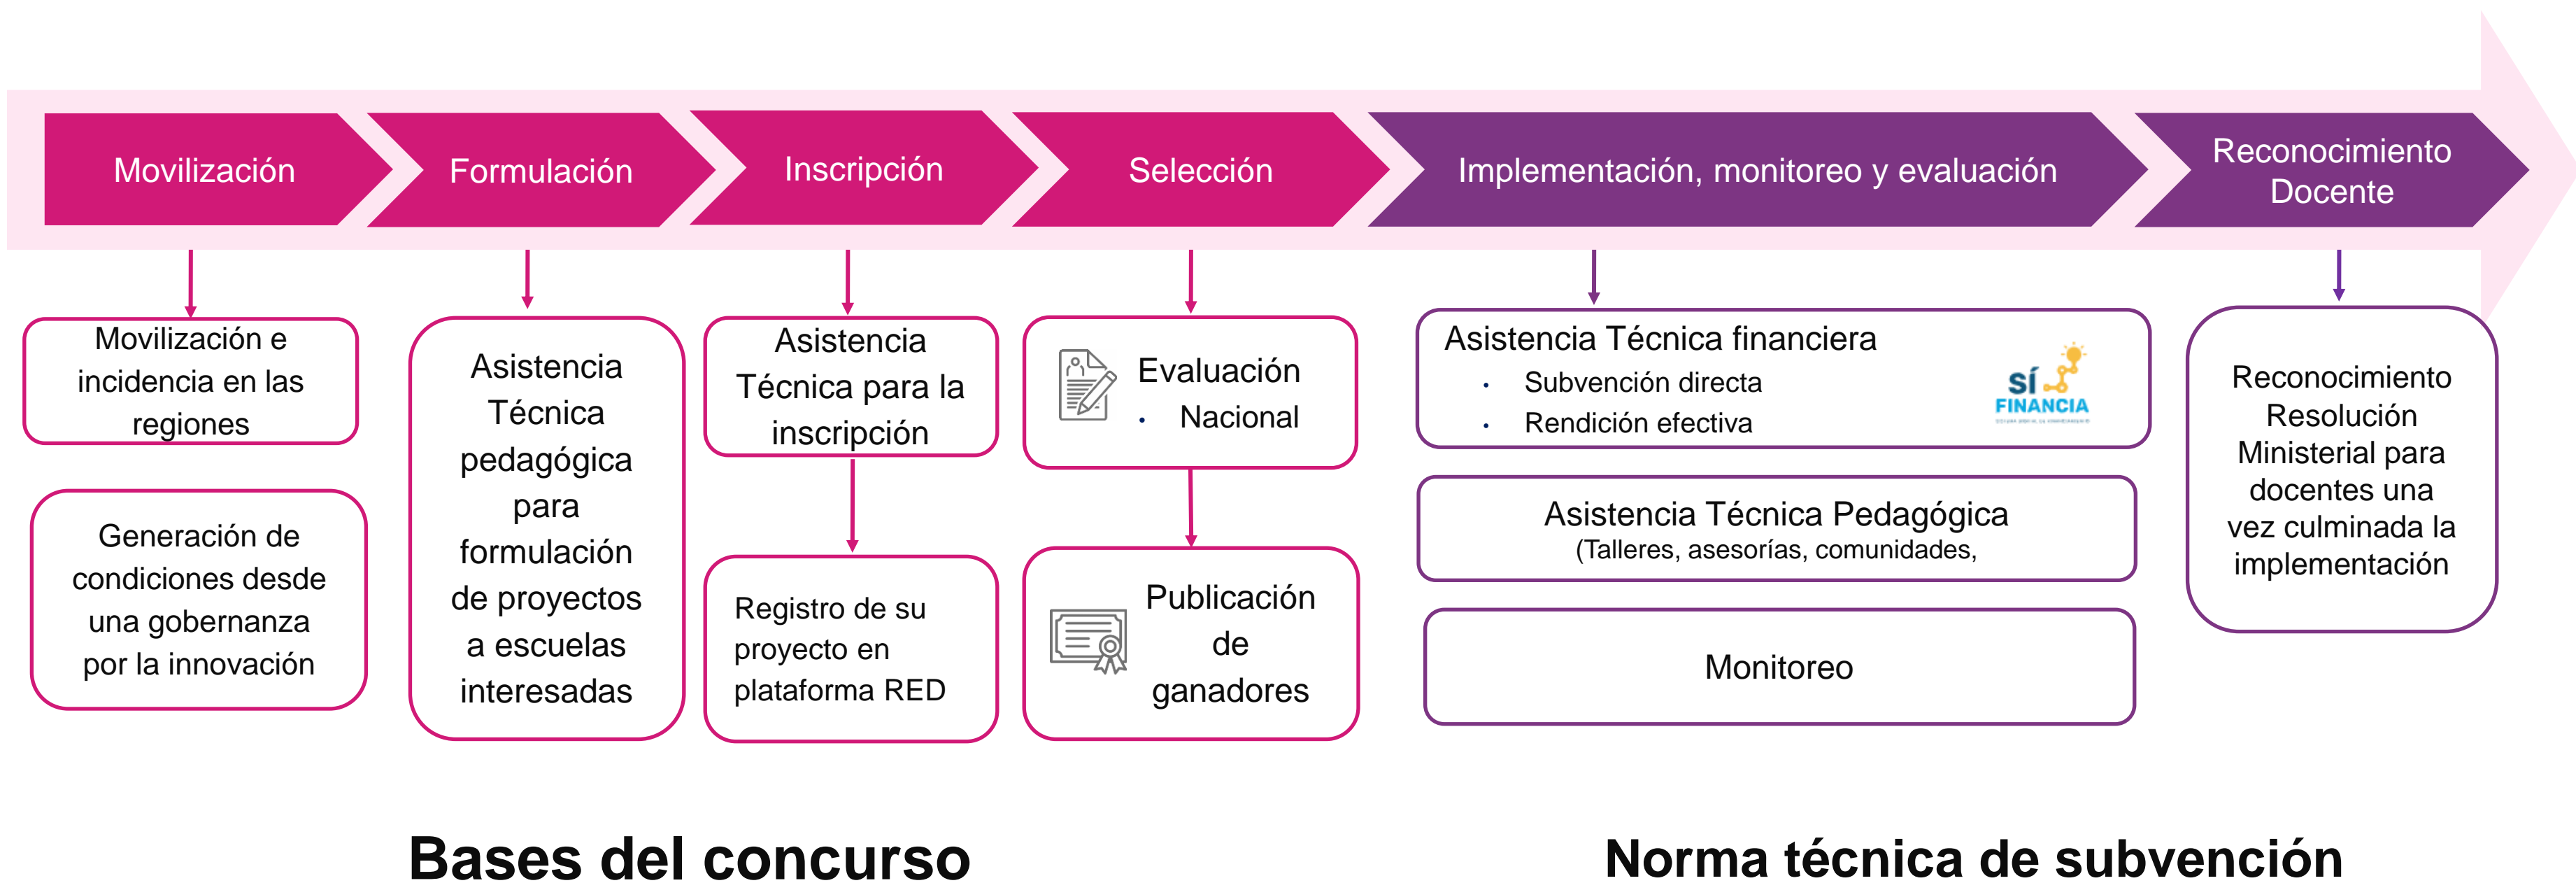 Movilización
Formulación
Inscripción
Selección
Implementación, monitoreo y evaluación
Reconocimiento
Docente
Movilización e
incidencia en las
regiones
Generación de
condiciones desde
una gobernanza
por la innovación
Asistencia
Técnica
pedagógica
para
formulación
de proyectos
a escuelas
interesadas
Asistencia
Técnica para la
inscripción
Registro de su
proyecto en
plataforma RED
Evaluación
• Nacional
Publicación
de
ganadores
Asistencia Técnica financiera
• Subvención directa
• Rendición efectiva
SÍ
FINANCIA
Asistencia Técnica Pedagógica
(Talleres, asesorías, comunidades,
Monitoreo
Reconocimiento
Resolución
Ministerial para
docentes una
vez culminada la
implementación
Bases del concurso
Norma técnica de subvención